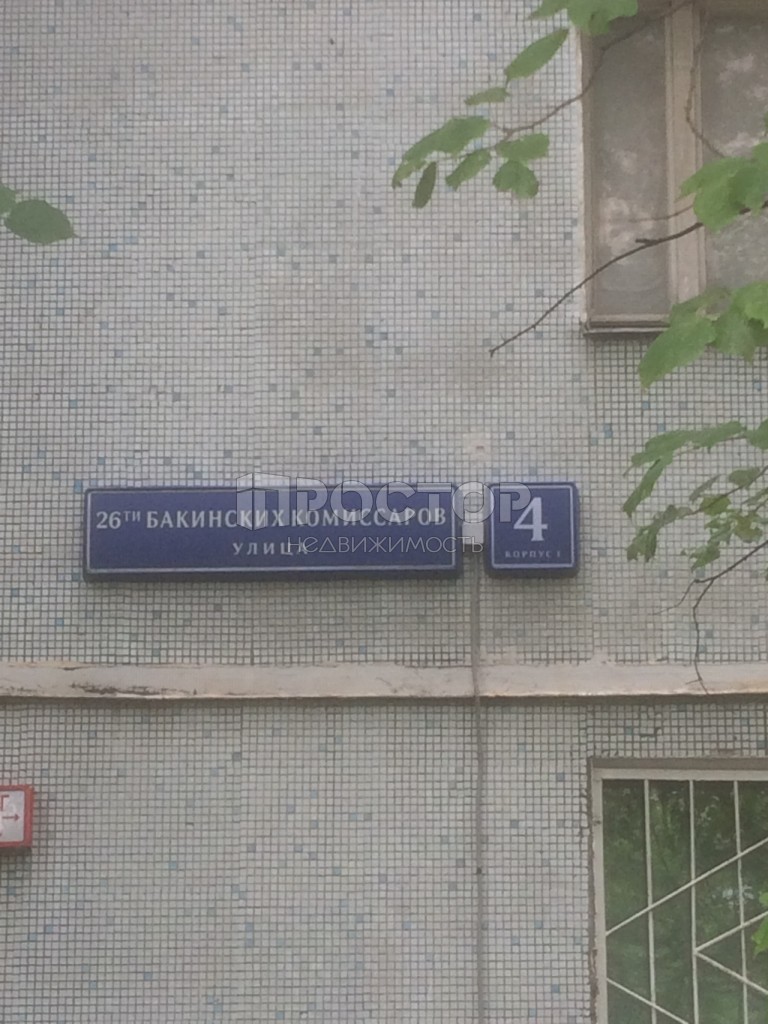 26ТИ БАКИНСКИХ КОМИССАРОВ
УЛИЦА
4
КОРПУС 1
ПРОСТОР
НЕДВИЖИМОСТЬ
Г